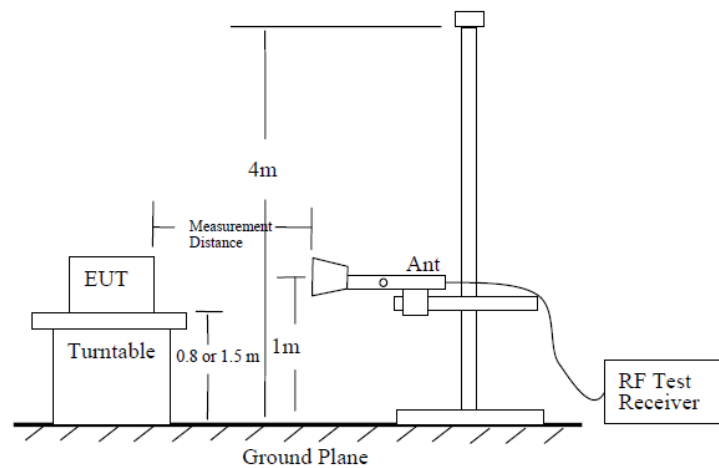 4m
Measurement
Distance
EUT
Ant
Turntable
0.8 or 1.5 m
1m
RF Test
Receiver
Ground Plane